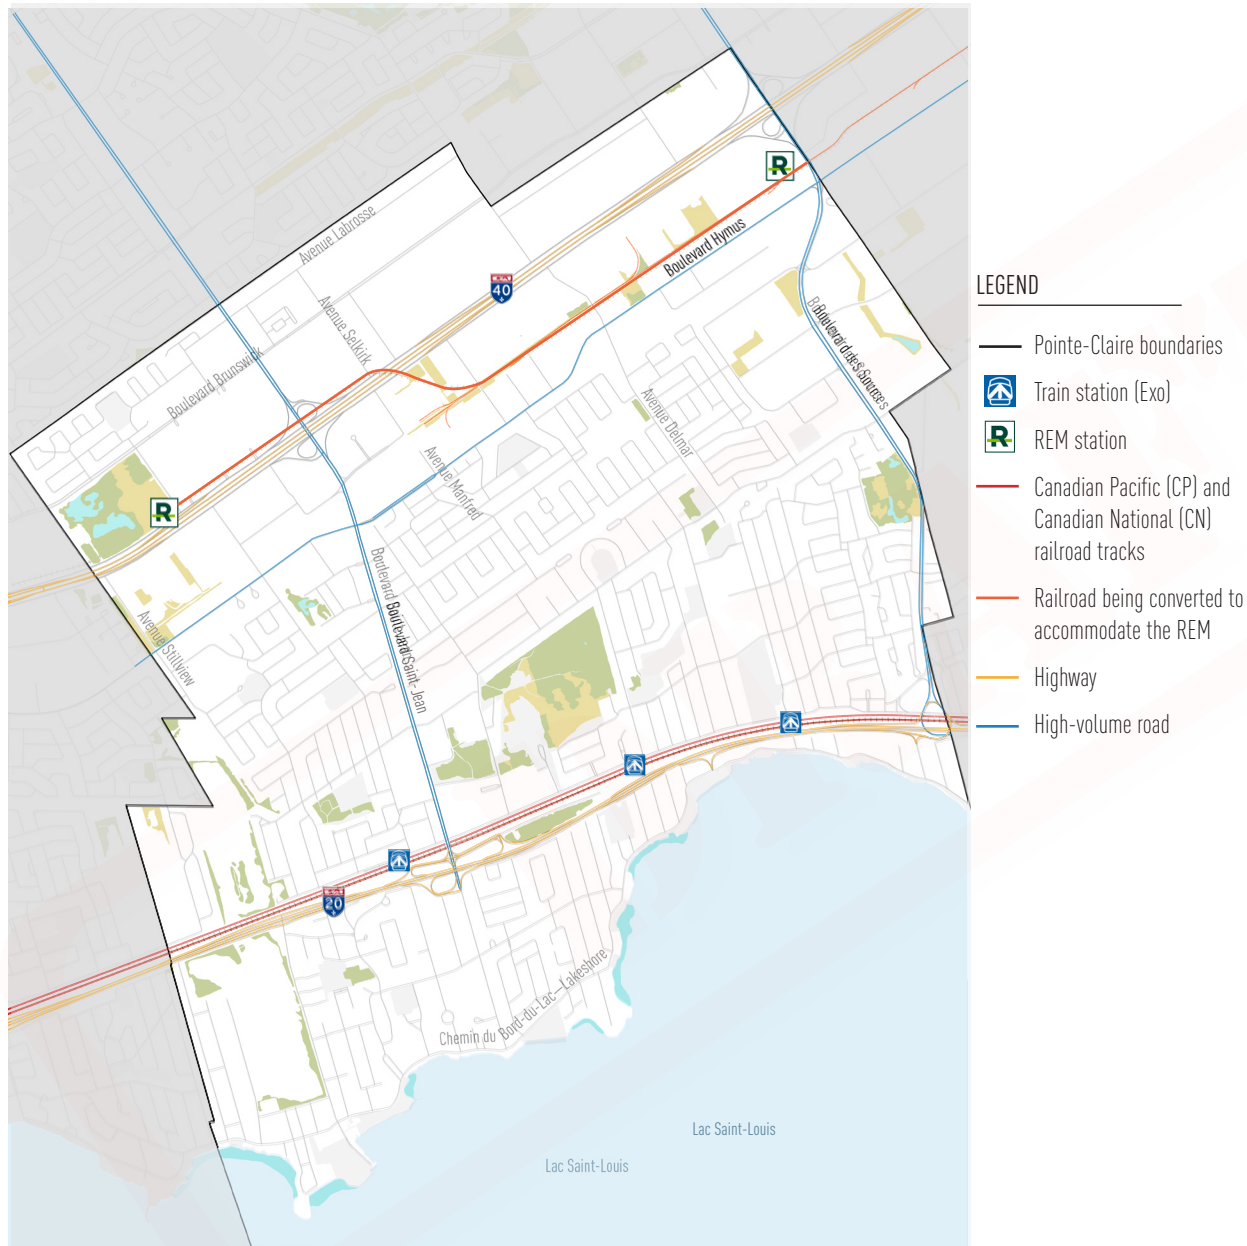 Avenue Labrosse
R
Boulevard Hymus
40
Avenue Selkirk
Boulevard Brunswick
Boulevard des Sources
Avenue Delmar
Avenue Manfred
R
Boulevard Saint-Jean
Avenue Stillview
20
Chemin du Bord-du-Lac–Lakeshore
Lac Saint-Louis
Lac Saint-Louis
LEGEND
Pointe-Claire boundaries
Train station (Exo)
R
REM station
Canadian Pacific (CP) and
Canadian National (CN)
railroad tracks
Railroad being converted to
accommodate the REM
Highway
High-volume road